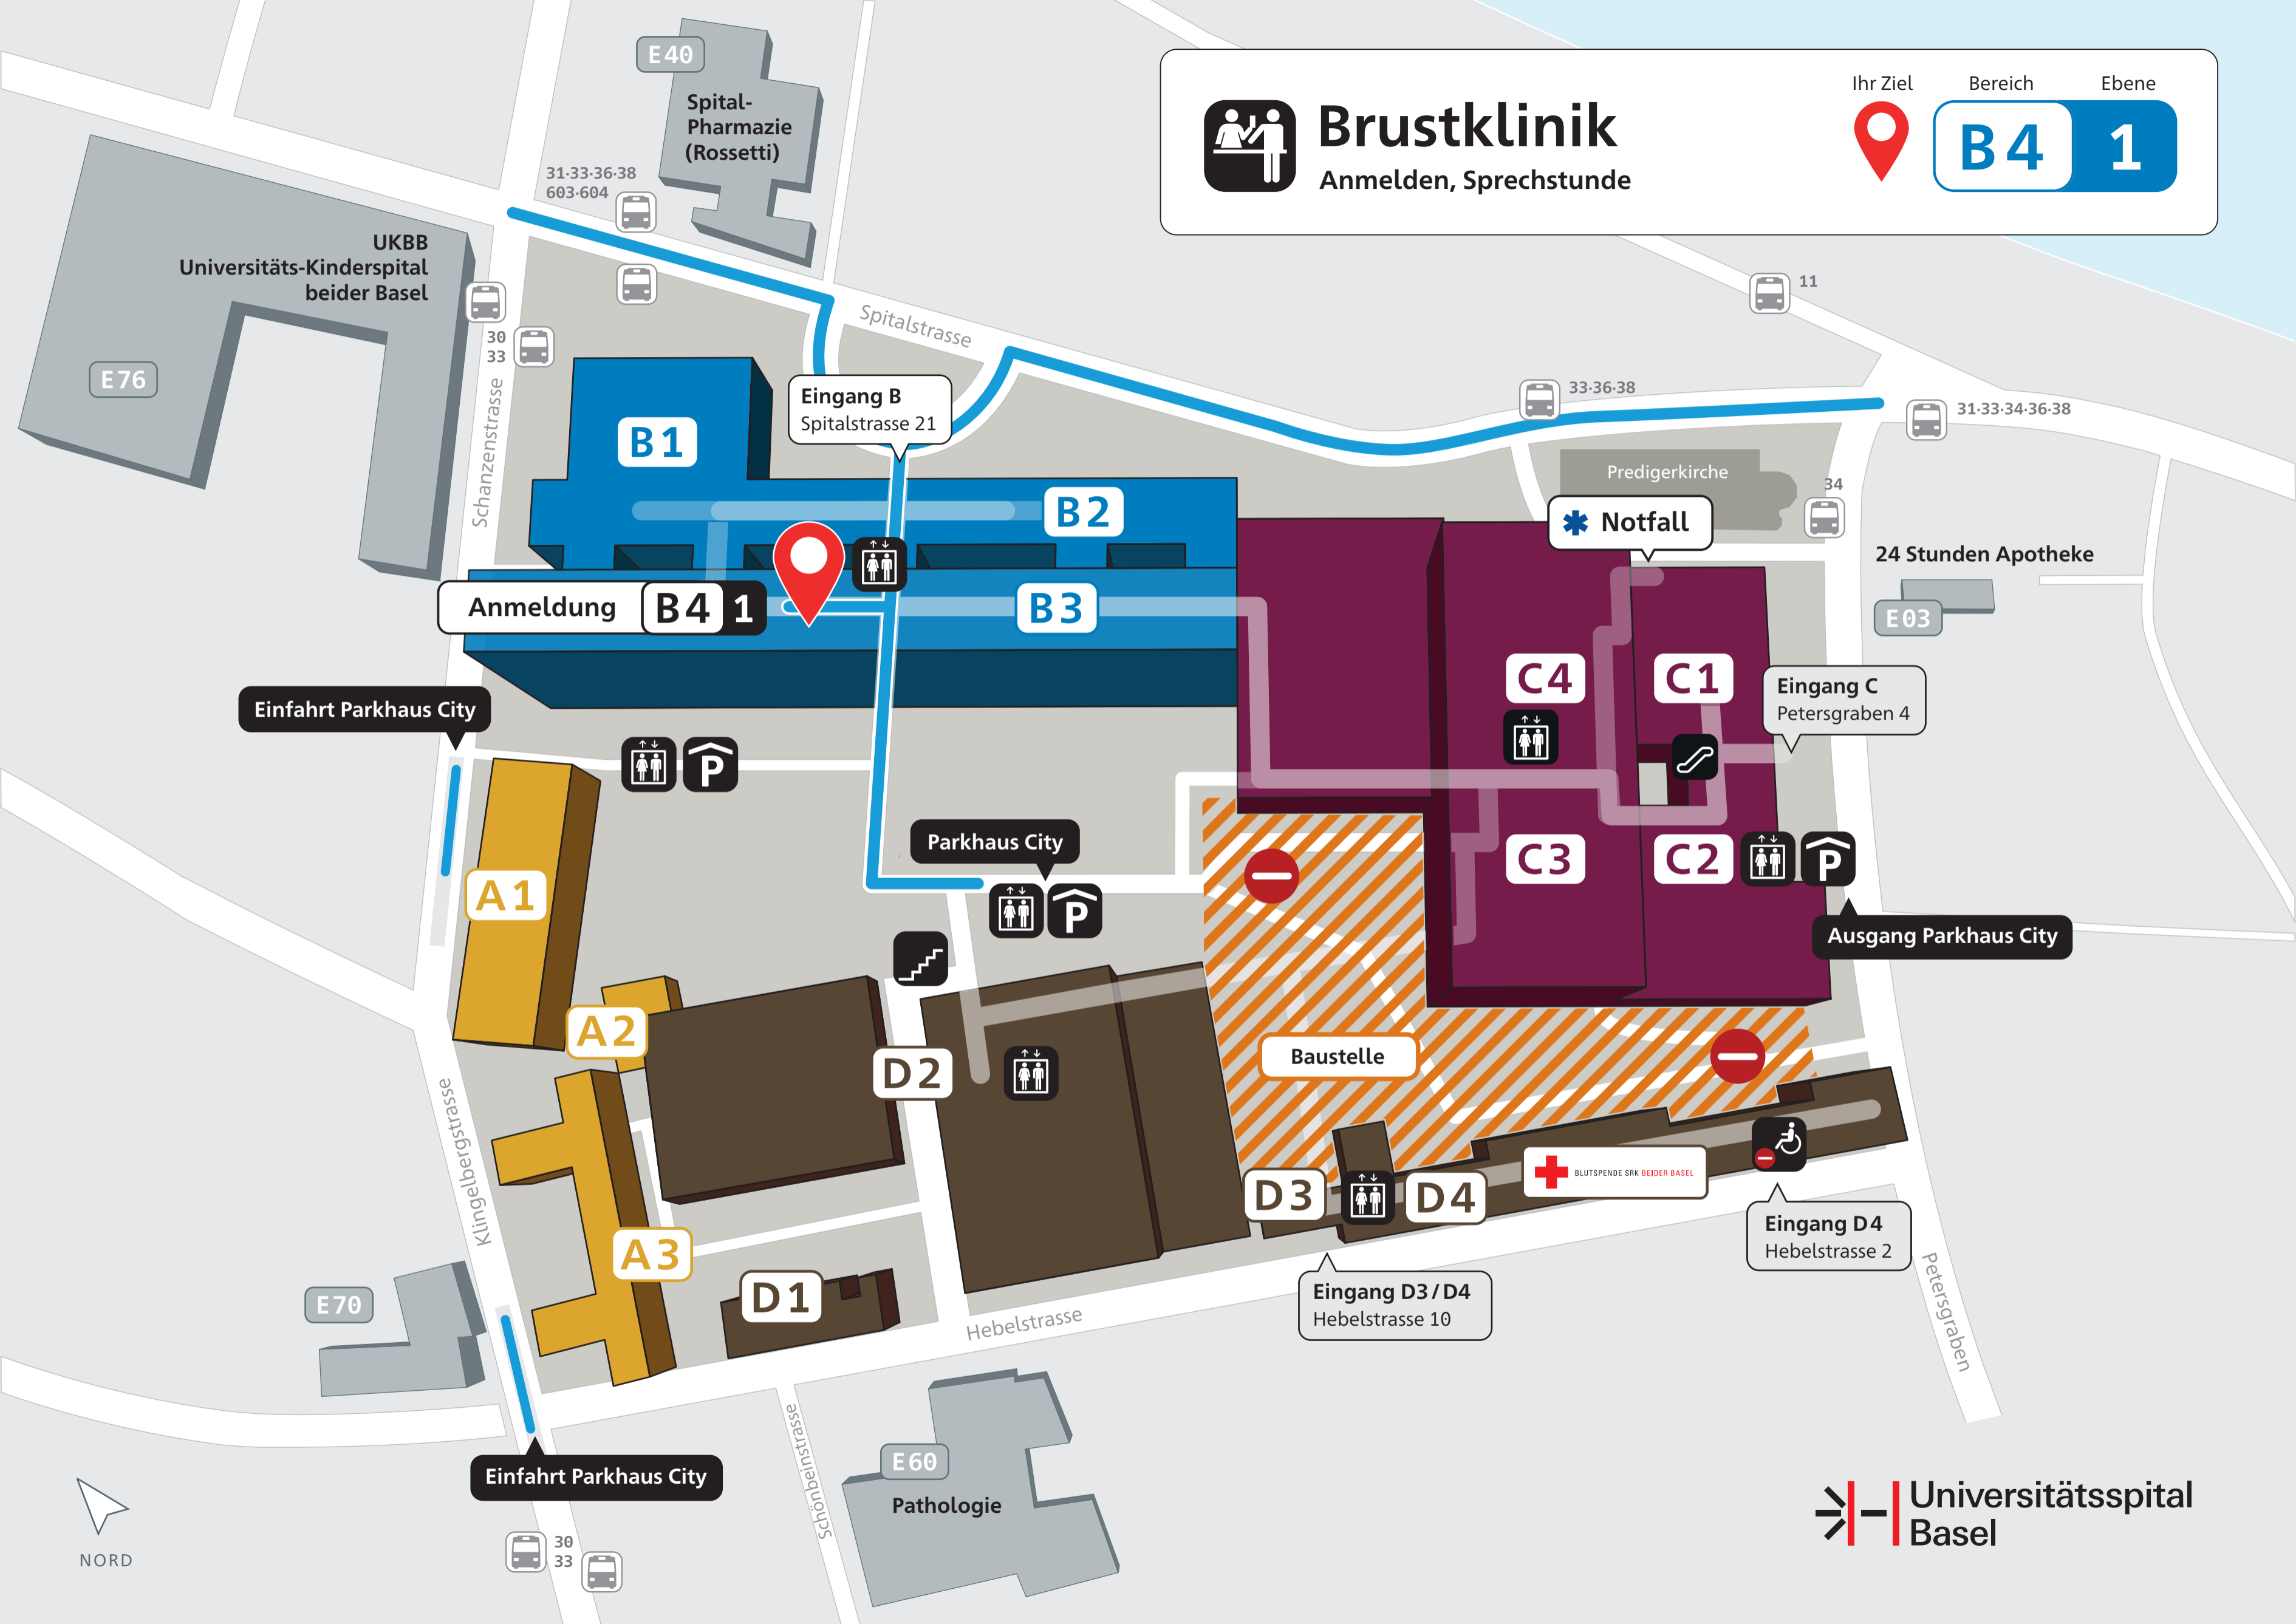 Brustklinik
Anmelden, Sprechstunde
Ihr Ziel
Bereich
Ebene
B4
1
E40
Spital-
Pharmazie
(Rossetti)
31·33·36·38
603·604
UKBB
Universitäts-Kinderspital
beider Basel
E76
30
33
Schanzenstrasse
Spitalstrasse
11
33·36·38
31·33·34·36·38
34
Predigerkirche
Notfall
24 Stunden Apotheke
E03
Eingang B
Spitalstrasse 21
B1
B2
B3
Anmeldung
B4
1
C4
C1
C3
C2
P
Eingang C
Petersgraben 4
Ausgang Parkhaus City
Einfahrt Parkhaus City
P
Parkhaus City
P
A1
A2
A3
D2
D1
D3
D4
Baustelle
BLUTSPENDE SRK BEIDER BASEL
Eingang D4
Hebelstrasse 2
Eingang D3/D4
Hebelstrasse 10
Klingelbergstrasse
Hebelstrasse
Petersgraben
Schönbeinstrasse
E70
E60
Pathologie
Einfahrt Parkhaus City
30
33
NORD
Universitätsspital
Basel